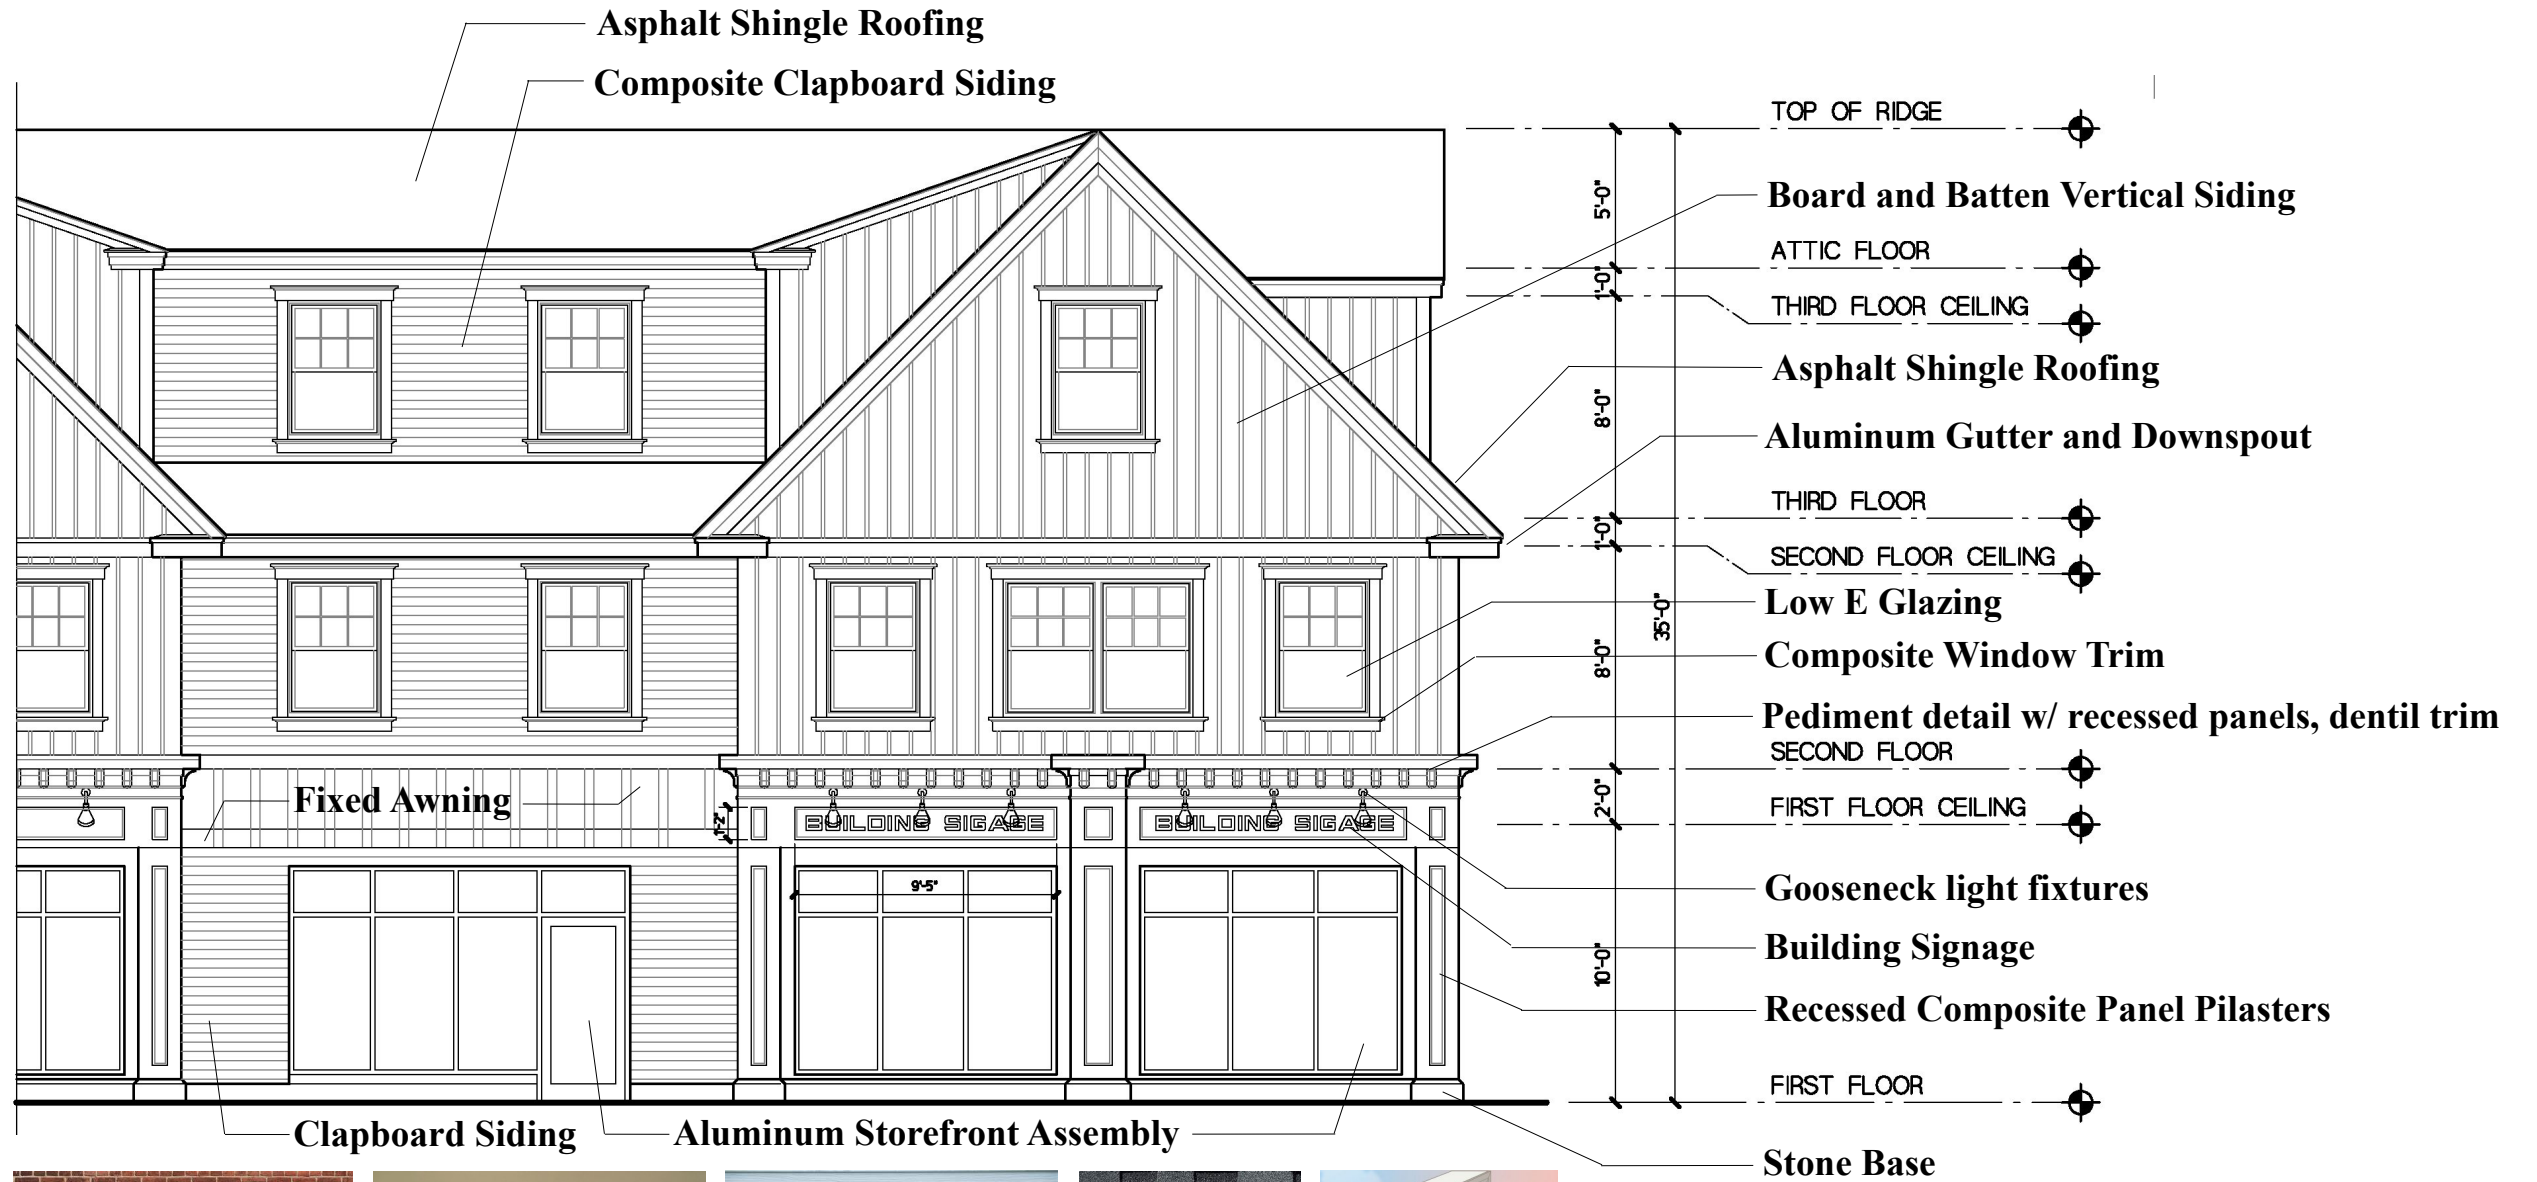 Asphalt Shingle Roofing
Composite Clapboard Siding
TOP OF RIDGE
5'-0"
Board and Batten Vertical Siding
ATTIC FLOOR
1'-0"
THIRD FLOOR CEILING
Asphalt Shingle Roofing
8'-0"
Aluminum Gutter and Downspout
THIRD FLOOR
1'-0"
SECOND FLOOR CEILING
Low E Glazing
35'-0"
8'-0"
Composite Window Trim
Pediment detail w/ recessed panels, dentil trim
SECOND FLOOR
Fixed Awning
2'-0"
FIRST FLOOR CEILING
1'-2"
BUILDING SIGAGE
BUILDING SIGAGE
9'-5"
Gooseneck light fixtures
Building Signage
10'-0"
Recessed Composite Panel Pilasters
FIRST FLOOR
Clapboard Siding
Aluminum Storefront Assembly
Stone Base